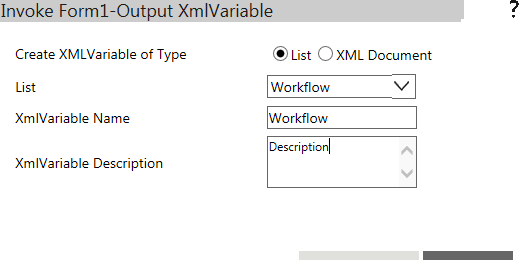 Invoke Form1-Output XmlVariable
?
Create XMLVariable of Type List XML Document
List Workflow
XmlVariable Name Workflow
Description
XmlVariable Description